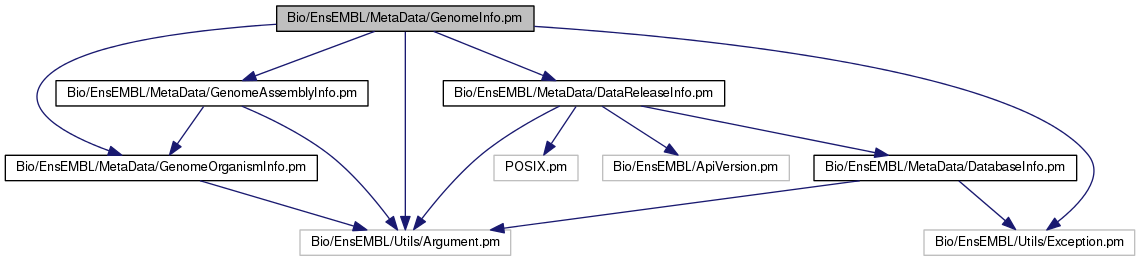 Bio/EnsEMBL/MetaData/GenomeInfo.pm
Bio/EnsEMBL/MetaData/GenomeAssemblyInfo.pm
Bio/EnsEMBL/MetaData/DataReleaseInfo.pm
Bio/EnsEMBL/MetaData/GenomeOrganismInfo.pm
POSIX.pm
Bio/EnsEMBL/ApiVersion.pm
Bio/EnsEMBL/MetaData/DatabaseInfo.pm
Bio/EnsEMBL/Utils/Argument.pm
Bio/EnsEMBL/Utils/Exception.pm